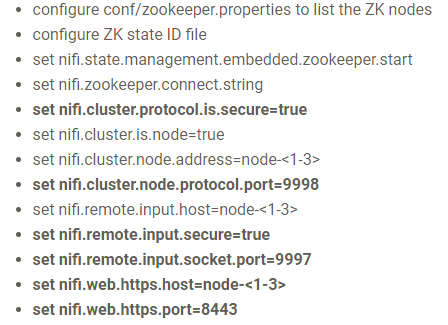 configure conf/zookeeper.properties to list the ZK nodes
configure ZK state ID file
set nifi.state.management.embedded.zookeeper.start
set nifi.zookeeper.connect.string
set nifi.cluster.protocol.is.secure=true
set nifi.cluster.is.node=true
set nifi.cluster.node.address=node-<1-3>
set nifi.cluster.node.protocol.port=9998
set nifi.remote.input.host=node-<1-3>
set nifi.remote.input.secure=true
set nifi.remote.input.socket.port=9997
set nifi.web.https.host=node-<1-3>
set nifi.web.https.port=8443